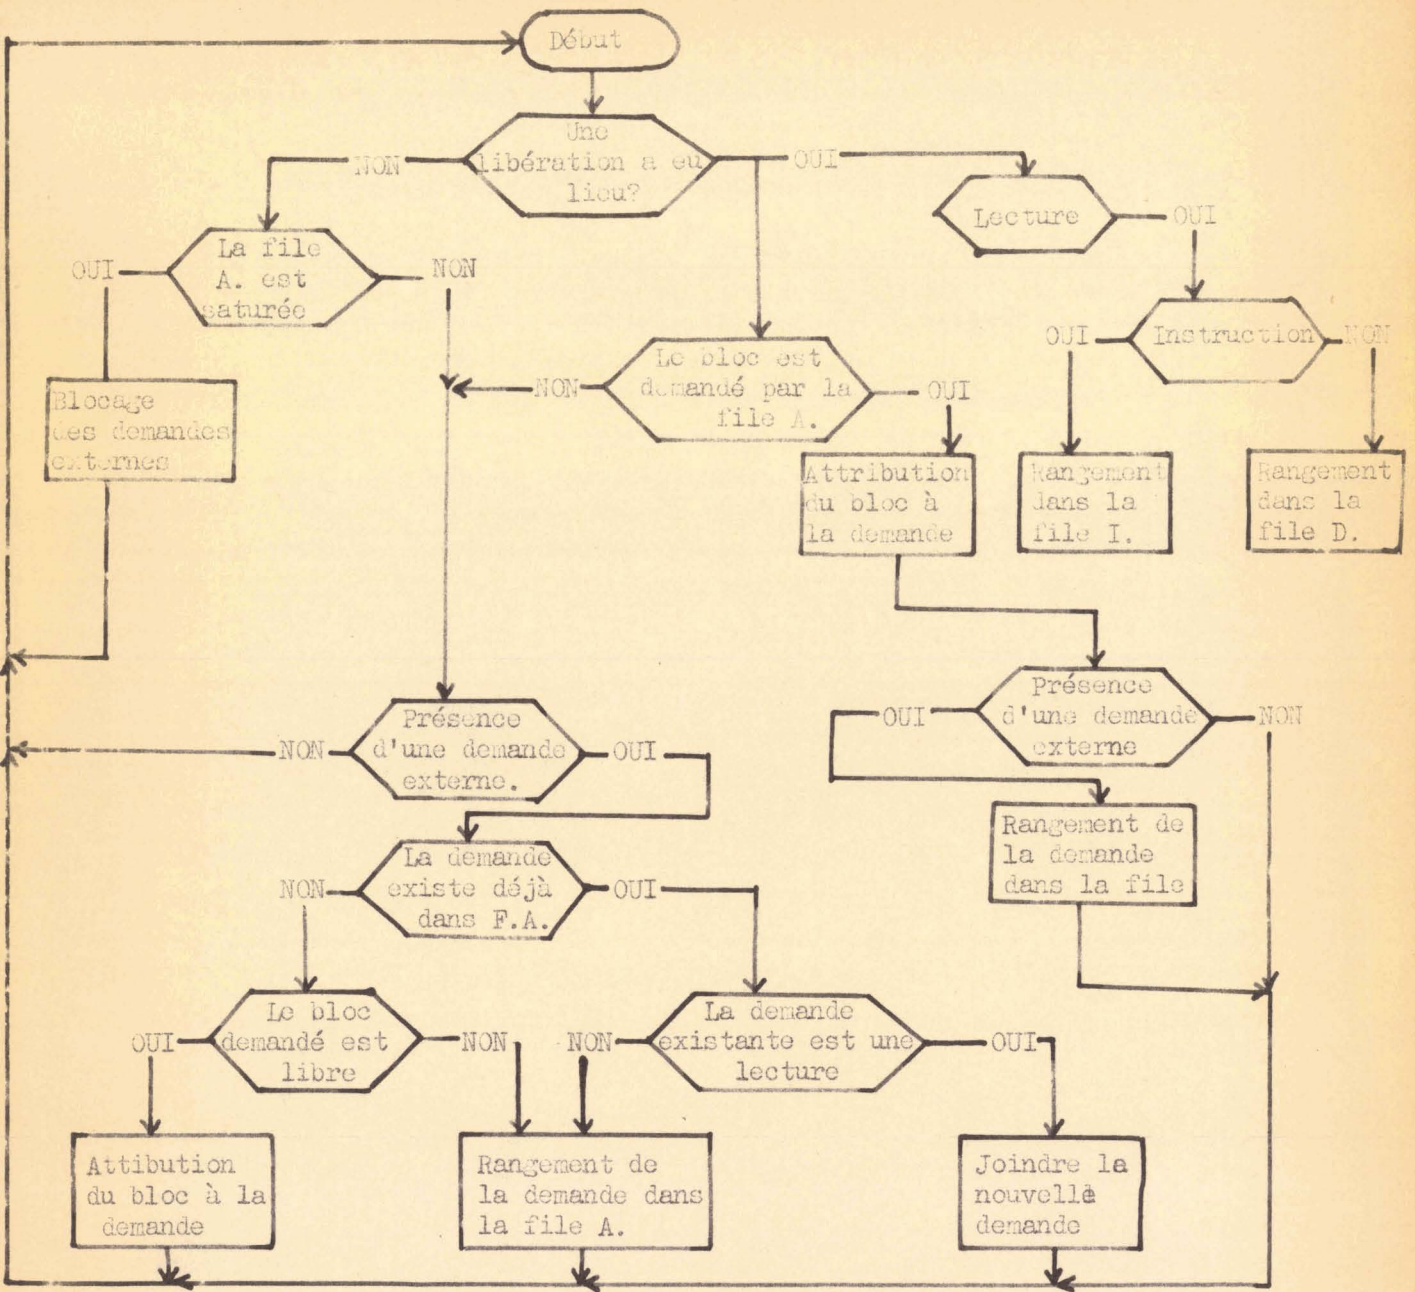 Début
Une
libération a eu
lieu?
NON
OUI
Lecture
OUI
La file
A. est
saturée
OUI
NON
Instruction
OUI
NON
Le bloc est
demandé par la
file A.
NON
OUI
Blocage
des demandes
externes
Attribution
du bloc à
la demande
Rangement
dans la
file I.
Rangement
dans la
file D.
Présence
d'une demande
externe.
NON
OUI
Présence
d'une demande
externe
OUI
NON
Rangement de
la demande
dans la file
La demande
existe déjà
dans F.A.
NON
OUI
Le bloc
demandé est
libre
OUI
NON
La demande
existante est une
lecture
NON
OUI
Attibution
du bloc à la
demande
Rangement de
la demande dans
la file A.
Joindre la
nouvelle
demande